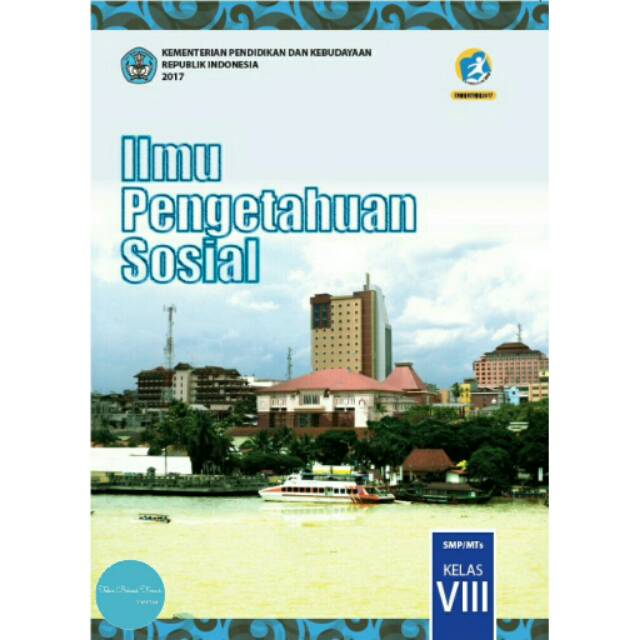 KEMENTERIAN PENDIDIKAN DAN KEBUDAYAAN
REPUBLIK INDONESIA
2017
Ilmu
Pengetahuan
Sosial
SMP/MTs
KELAS
VIII